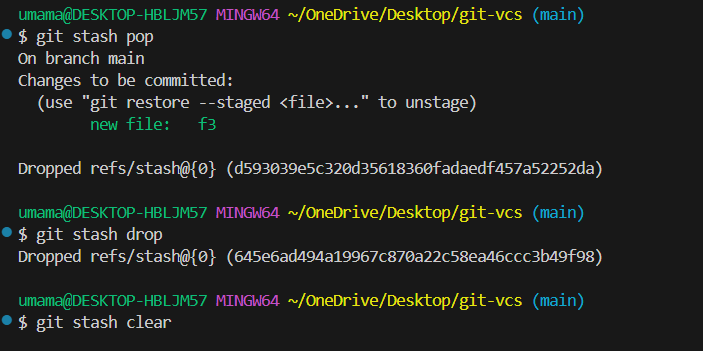 umama@DESKTOP-HBLJM57 MINGW64 ~/OneDrive/Desktop/git-vcs (main)
$ git stash pop
On branch main
Changes to be committed:
  (use "git restore --staged <file>..." to unstage)
        new file:   f3

Dropped refs/stash@{0} (d593039e5c320d35618360fadaedf457a52252da)

umama@DESKTOP-HBLJM57 MINGW64 ~/OneDrive/Desktop/git-vcs (main)
$ git stash drop
Dropped refs/stash@{0} (645e6ad494a19967c870a22c58ea46ccc3b49f98)

umama@DESKTOP-HBLJM57 MINGW64 ~/OneDrive/Desktop/git-vcs (main)
$ git stash clear